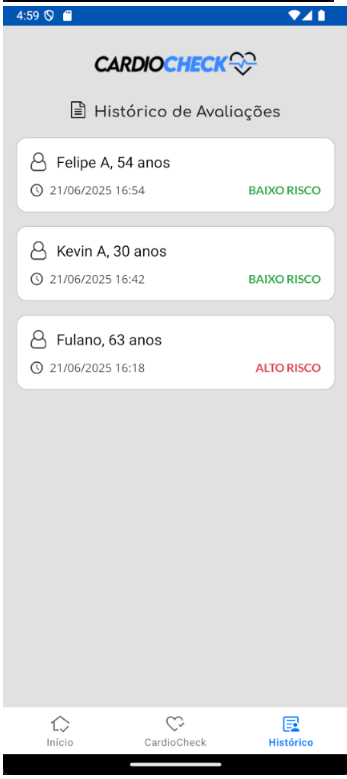 4:59
CARDIOCHECK
Histórico de Avaliações
Felipe A, 54 anos
21/06/2025 16:54 BAIXO RISCO
Kevin A, 30 anos
21/06/2025 16:42 BAIXO RISCO
Fulano, 63 anos
21/06/2025 16:18 ALTO RISCO
Início CardioCheck Histórico